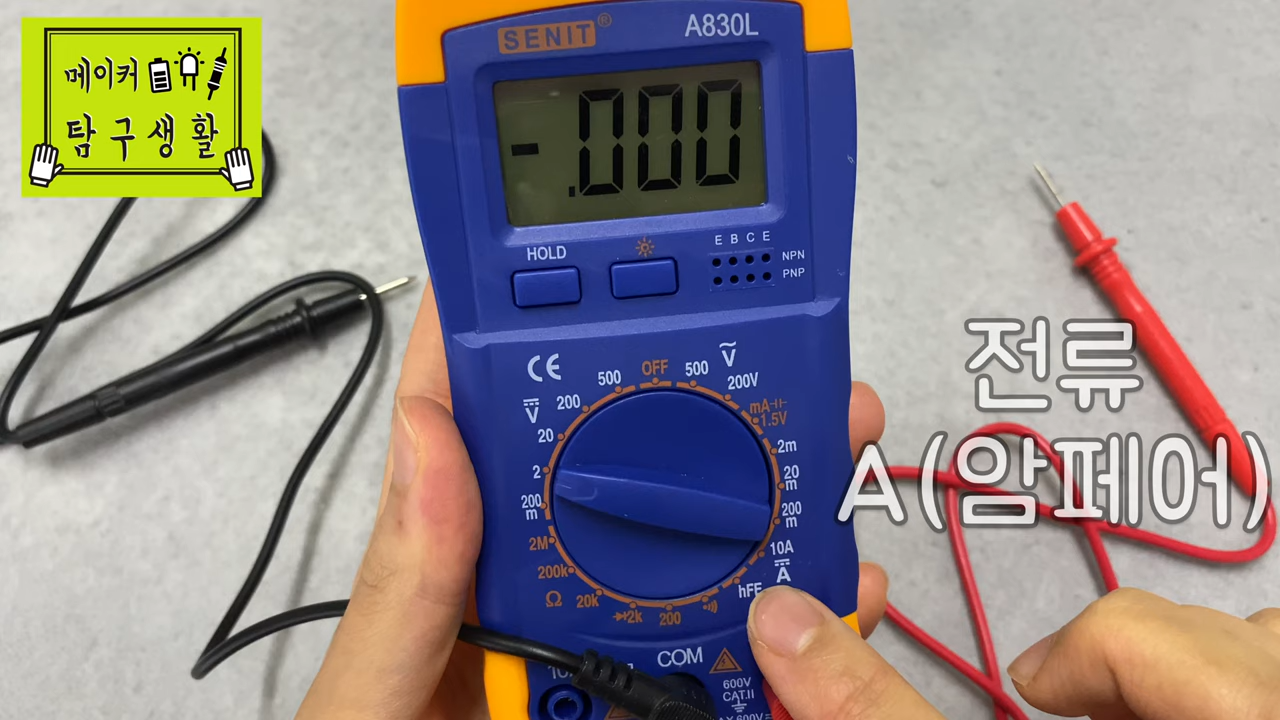 메이커
탐구생활
SENIT®
A830L
-.000
HOLD
E B C E
NPN
PNP
전류
A(암페어)
CE
OFF
500
200
V
20
2
200
m
2M
200k
Ω
20k
2k
200
hFE
A
10A
200
m
20
m
2m
1.5V
mA
200V
500
V
COM
600V
CAT.II